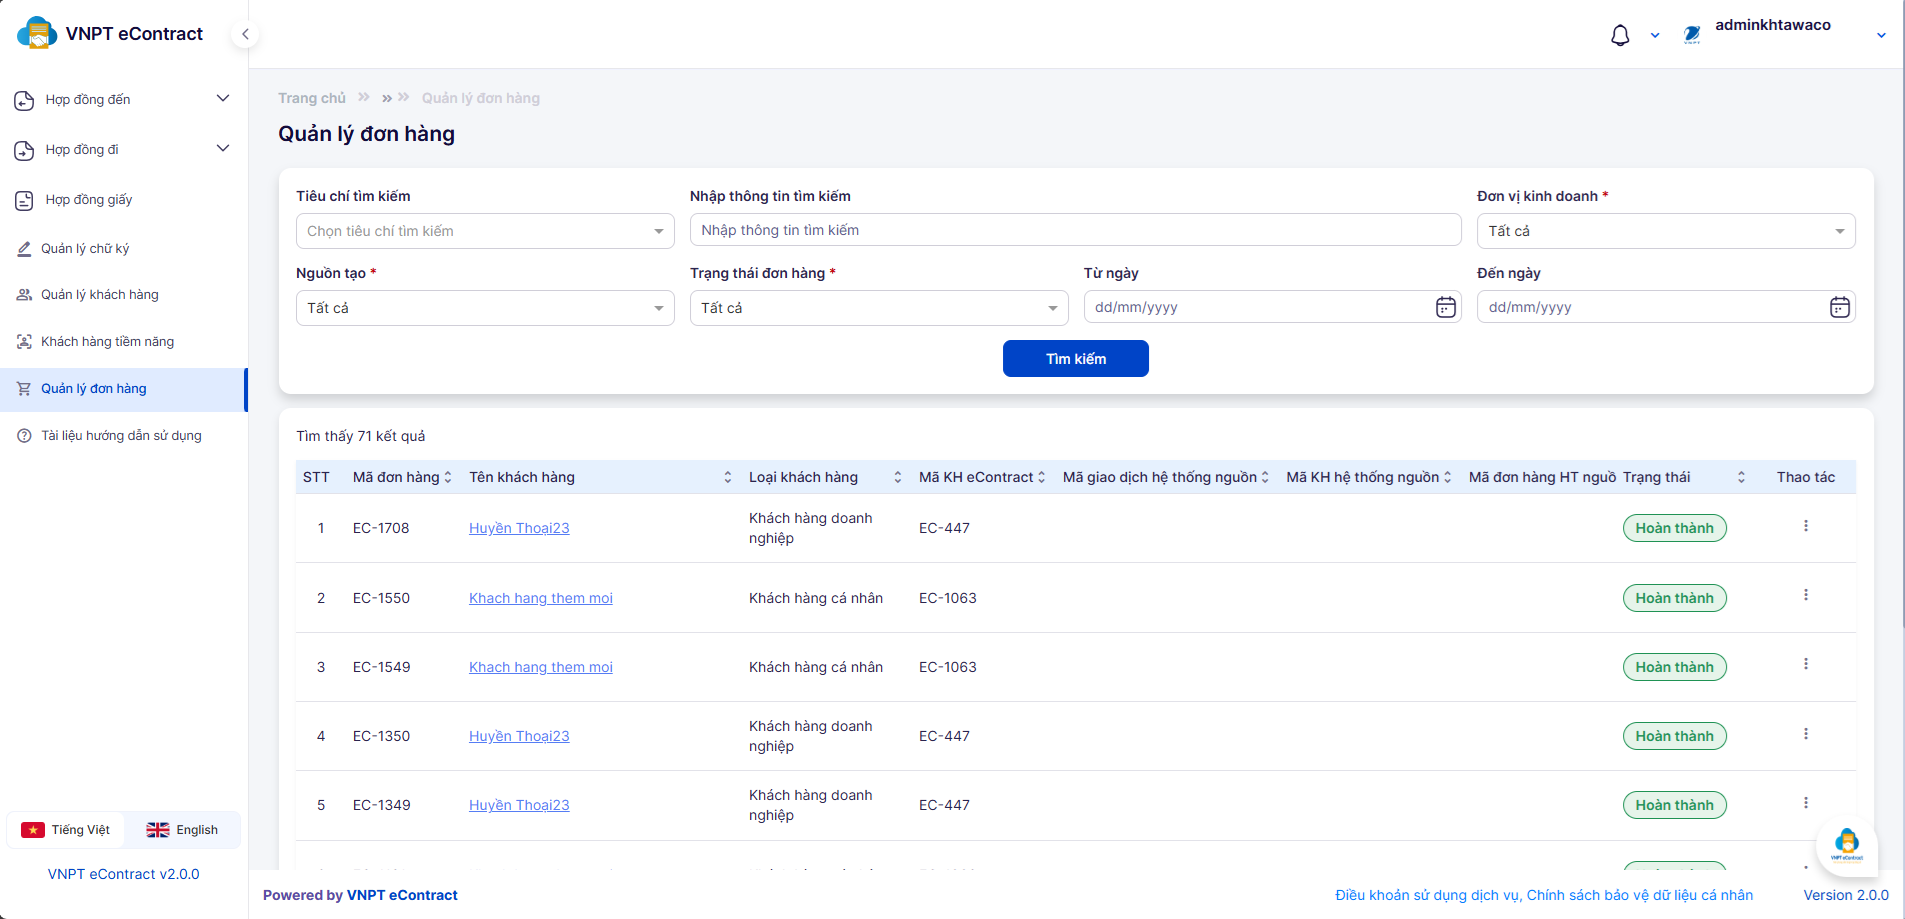 VNPT eContract
adminkhtawaco
Hợp đồng đến
Hợp đồng đi
Hợp đồng giấy
Quản lý chữ ký
Quản lý khách hàng
Khách hàng tiềm năng
Quản lý đơn hàng
Tài liệu hướng dẫn sử dụng
Tiếng Việt English
VNPT eContract v2.0.0
Trang chủ » » » Quản lý đơn hàng
Quản lý đơn hàng
Tiêu chí tìm kiếm Nhập thông tin tìm kiếm Đơn vị kinh doanh *
Chọn tiêu chí tìm kiếm Nhập thông tin tìm kiếm Tất cả
Nguồn tạo * Trạng thái đơn hàng * Từ ngày Đến ngày
Tất cả Tất cả dd/mm/yyyy dd/mm/yyyy
Tìm kiếm
Tìm thấy 71 kết quả
STT Mã đơn hàng Tên khách hàng Loại khách hàng Mã KH eContract Mã giao dịch hệ thống nguồn Mã KH hệ thống nguồn Mã đơn hàng HT nguồ Trạng thái Thao tác
1 EC-1708 Huyền Thoại23 Khách hàng doanh nghiệp EC-447 Hoàn thành
2 EC-1550 Khach hang them moi Khách hàng cá nhân EC-1063 Hoàn thành
3 EC-1549 Khach hang them moi Khách hàng cá nhân EC-1063 Hoàn thành
4 EC-1350 Huyền Thoại23 Khách hàng doanh nghiệp EC-447 Hoàn thành
5 EC-1349 Huyền Thoại23 Khách hàng doanh nghiệp EC-447 Hoàn thành
VNPT eContract
Powered by VNPT eContract
Điều khoản sử dụng dịch vụ, Chính sách bảo vệ dữ liệu cá nhân
Version 2.0.0